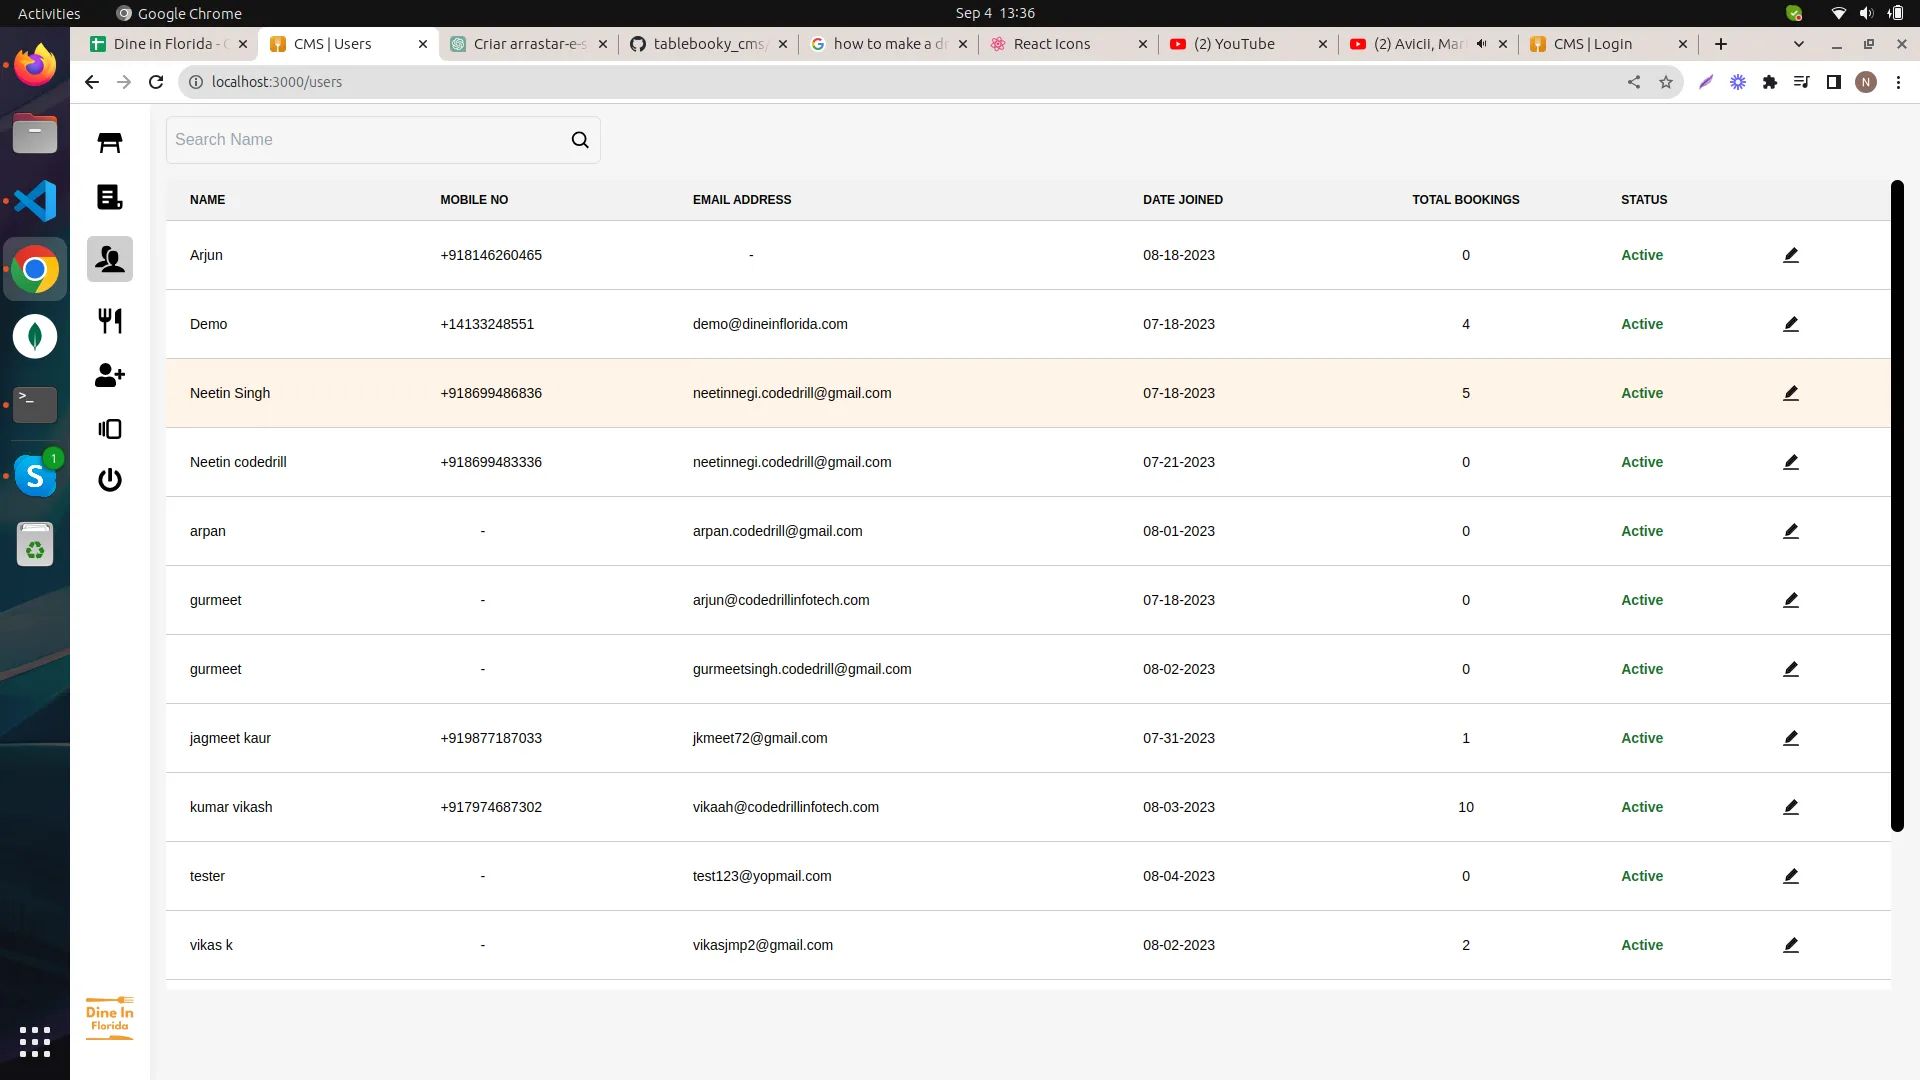 Activities Google Chrome Sep 4 13:36
Dine in Florida - CMS | Users Criar arrastar-e-s tablebooky_cms/ how to make a d React Icons (2) YouTube (2) Avicii, Mar CMS | Login
localhost:3000/users N
Search Name
NAME MOBILE NO EMAIL ADDRESS DATE JOINED TOTAL BOOKINGS STATUS
Arjun +918146260465 - 08-18-2023 0 Active
Demo +14133248551 demo@dineinflorida.com 07-18-2023 4 Active
Neetin Singh +918699486836 neetinnegi.codedrill@gmail.com 07-18-2023 5 Active
Neetin codedrill +918699483336 neetinnegi.codedrill@gmail.com 07-21-2023 0 Active
arpan - arpan.codedrill@gmail.com 08-01-2023 0 Active
gurmeet - arjun@codedrillinfotech.com 07-18-2023 0 Active
gurmeet - gurmeetsingh.codedrill@gmail.com 08-02-2023 0 Active
jagmeet kaur +919877187033 jkmeet72@gmail.com 07-31-2023 1 Active
kumar vikash +917974687302 vikaah@codedrillinfotech.com 08-03-2023 10 Active
tester - test123@yopmail.com 08-04-2023 0 Active
vikas k - vikasjmp2@gmail.com 08-02-2023 2 Active
>_
S 1
Dine In
Florida